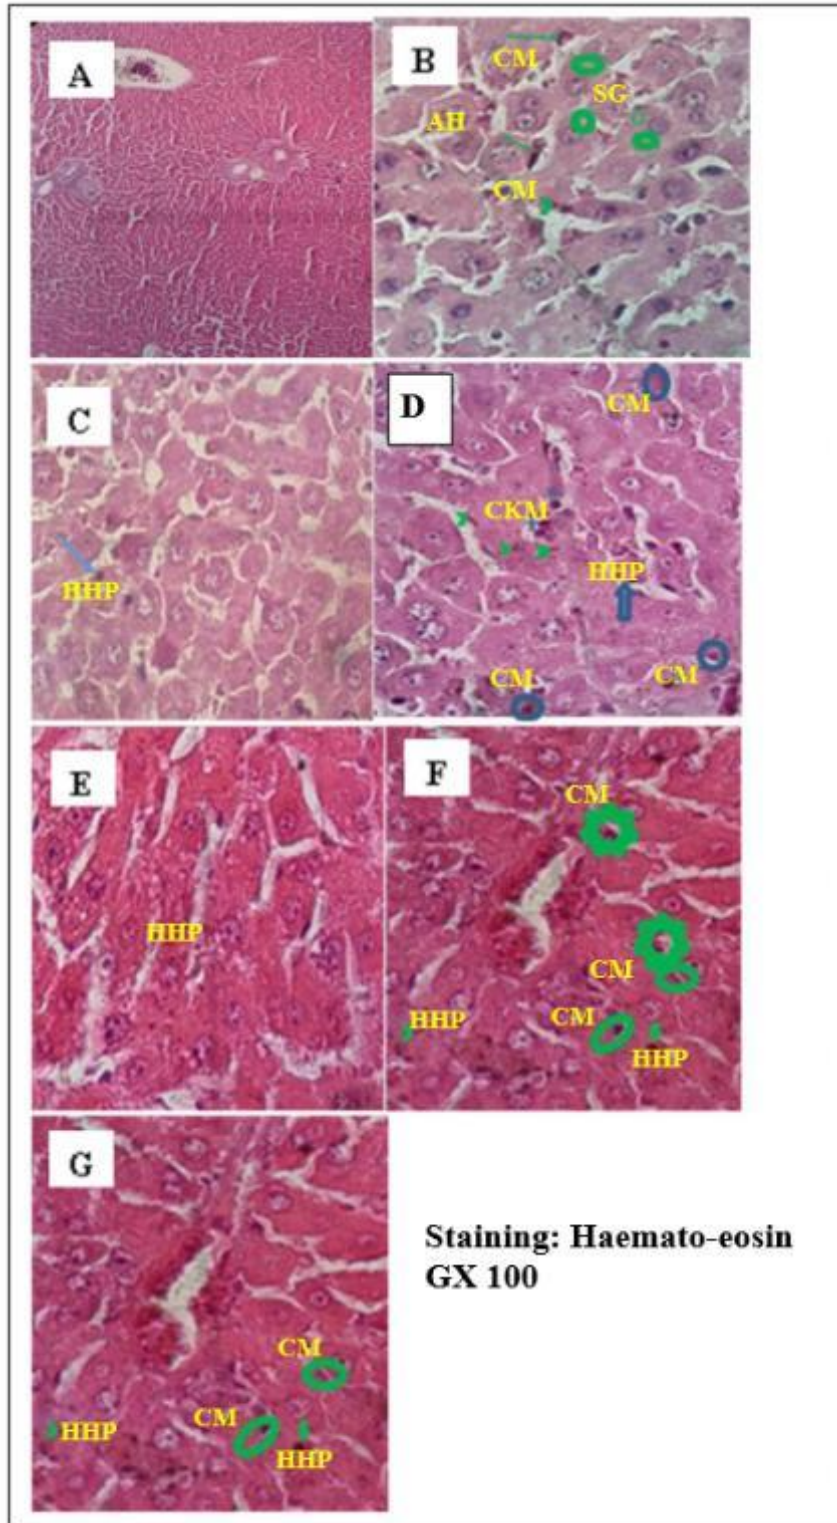 A
B
CM
SG
AH
CM
C
HHP
D
CM
CKM
HHP
CM
CM
E
HHP
F
CM
CM
HHP
CM
HHP
G
CM
CM
HHP
HHP
Staining: Haemato-eosin
GX 100